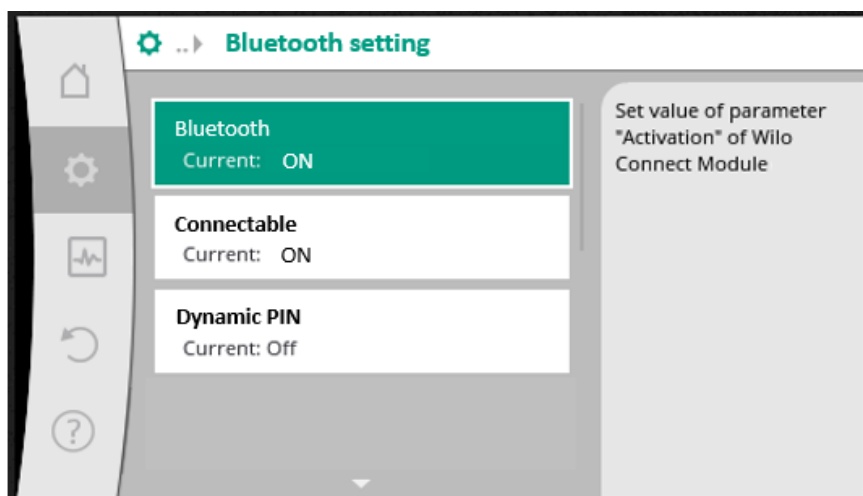 .. Bluetooth setting
Bluetooth
Current: ON
Connectable
Current: ON
Dynamic PIN
Current: Off
Set value of parameter
"Activation" of Wilo
Connect Module
?